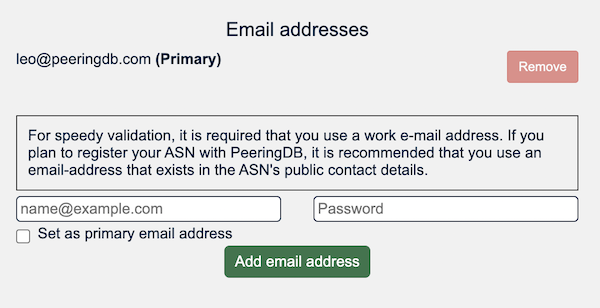 Email addresses
leo@peeringdb.com (Primary)
Remove
For speedy validation, it is required that you use a work e-mail address. If you
plan to register your ASN with PeeringDB, it is recommended that you use an
email-address that exists in the ASN's public contact details.
name@example.com
Password
Set as primary email address
Add email address